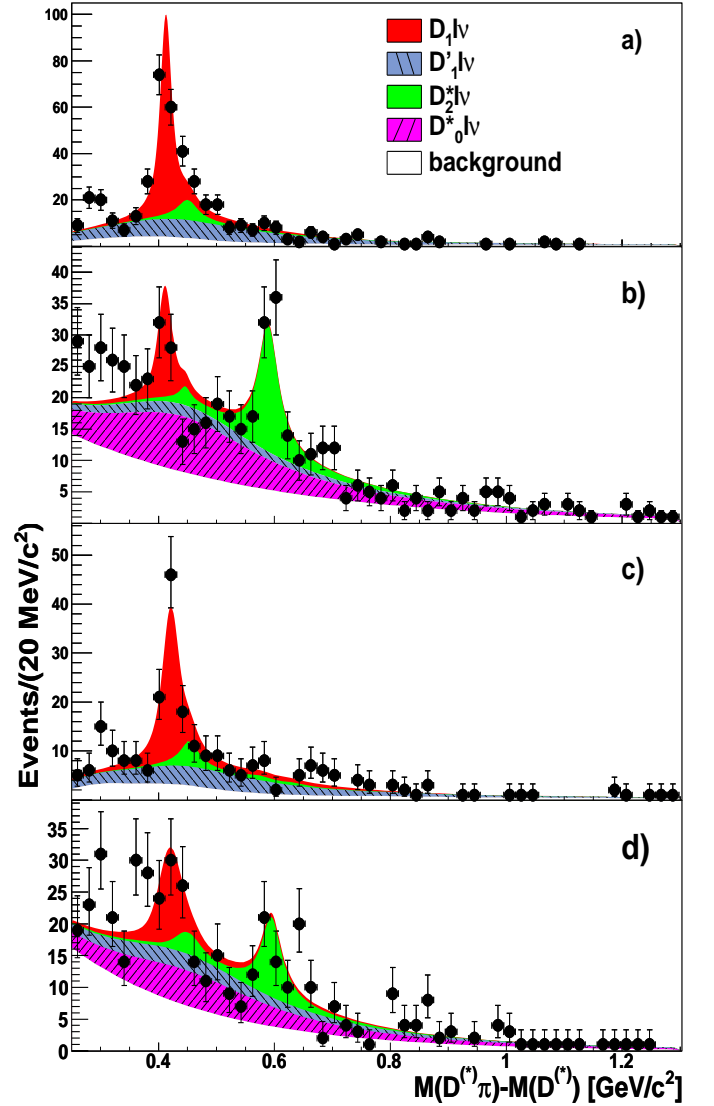 a)
D₁lν
D'₁lν
D₂*lν
D*₀lν
background
100
80
60
40
20
b)
40
35
30
25
20
15
10
5
c)
50
40
30
20
10
d)
35
30
25
20
15
10
5
0
0.4 0.6 0.8 1 1.2
Events/(20 MeV/c²)
M(D⁽*⁾π)-M(D⁽*⁾) [GeV/c²]